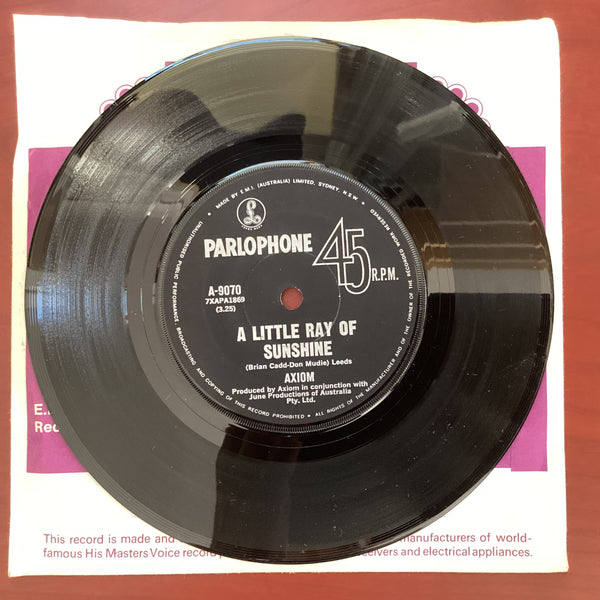 MADE BY E.M.I. (AUSTRALIA) LIMITED. SYDNEY, N.S.W. •
UNAUTHORISED PUBLIC PERFORMANCE, BROADCASTING AND COPYING OF THIS RECORD PROHIBITED • ALL RIGHTS OF THE MANUFACTURER AND OF THE OWNER OF THE RECORDED WORK RESERVED
PARLOPHONE
45 R.P.M.
A-9070
7XAPA1869
(3.25)
A LITTLE RAY OF
SUNSHINE
(Brian Cadd-Don Mudie) Leeds
AXIOM
Produced by Axiom in conjunction with
June Productions of Australia
Pty. Ltd.
This record is made and manufacturers of world-
famous His Masters Voice record eceivers and electrical appliances.